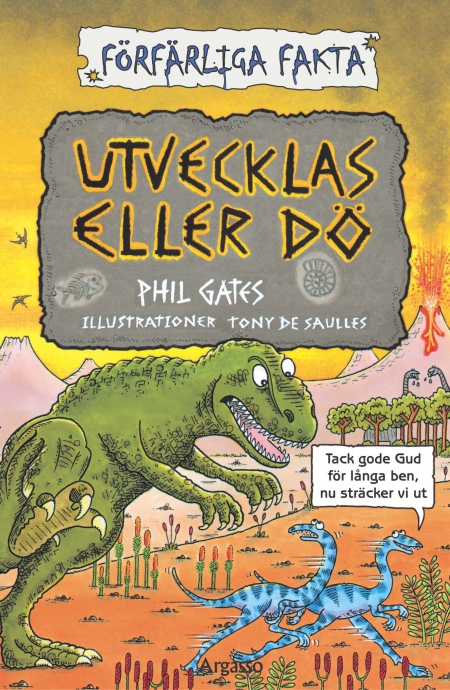 FÖRFÄRLIGA FAKTA
UTVECKLAS
ELLER DÖ
PHIL GATES
ILLUSTRATIONER TONY DE SAULLES
Tack gode Gud
för långa ben,
nu sträcker vi ut
Argasso